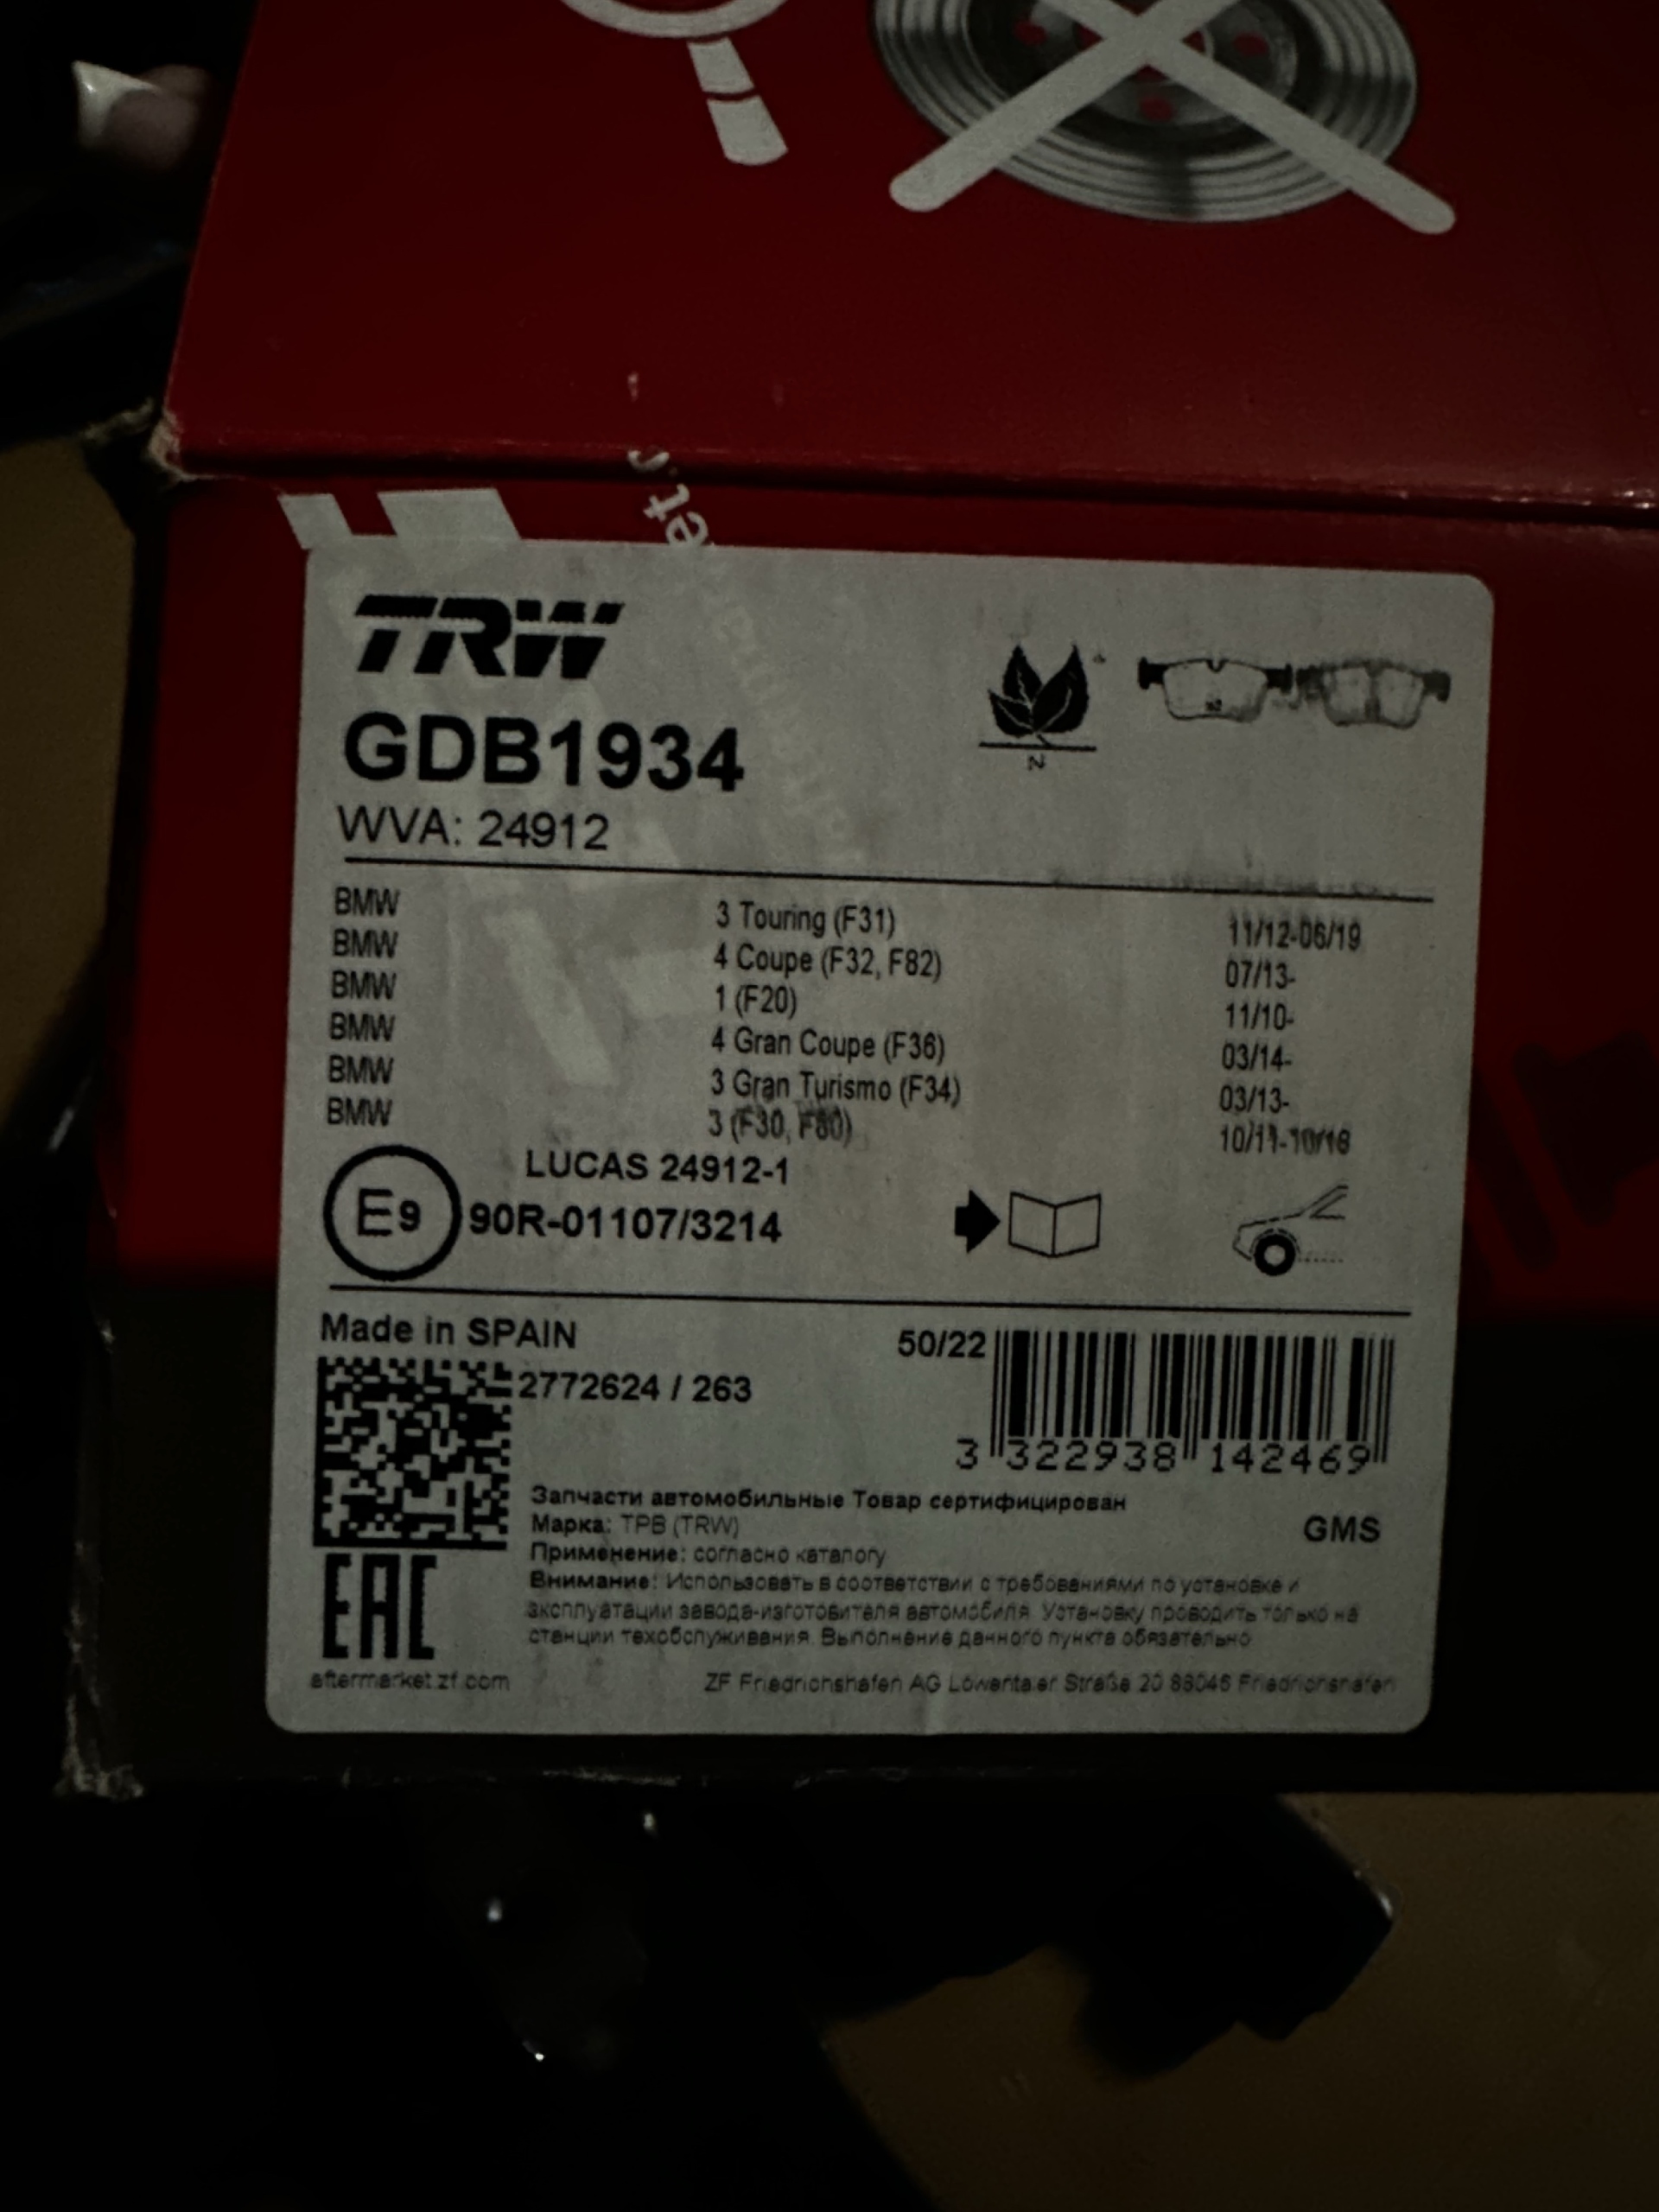 TRW
GDB1934
WVA: 24912
BMW 3 Touring (F31) 11/12-06/19
BMW 4 Coupe (F32, F82) 07/13-
BMW 1 (F20) 11/10-
BMW 4 Gran Coupe (F36) 03/14-
BMW 3 Gran Turismo (F34) 03/13-
BMW 3 (F30, F80) 10/11-10/18
LUCAS 24912-1
E9 90R-01107/3214
Made in SPAIN
50/22
2772624 / 263
3 322938 142469
Запчасти автомобильные Товар сертифицирован
Марка: ТРВ (TRW)
GMS
Применение: согласно каталогу
Внимание: Использовать в соответствии с требованиями по установке и
эксплуатации завода-изготовителя автомобиля. Установку проводить только на
станции техобслуживания. Выполнение данного пункта обязательно
EAC
aftermarket.zf.com
ZF Friedrichshafen AG Löwentaler Straße 20 88046 Friedrichshafen